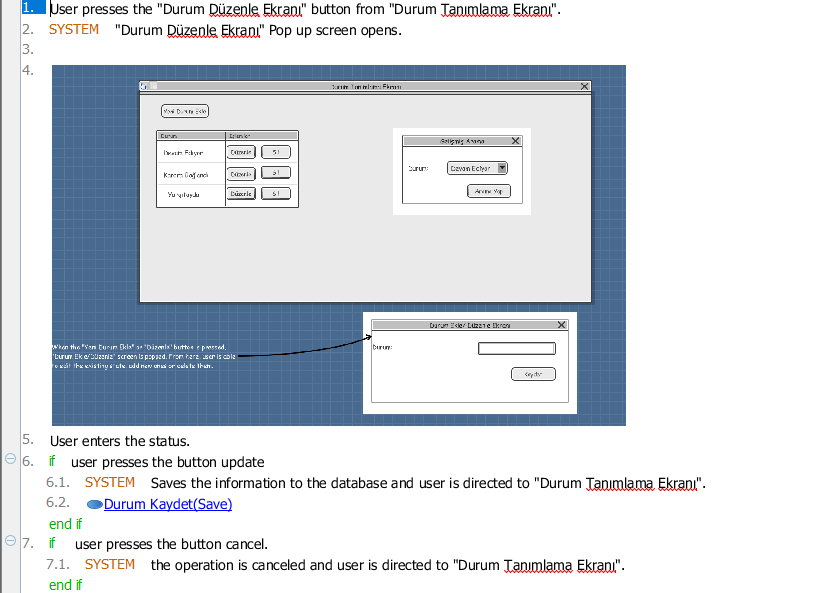 1. User presses the "Durum Düzenle Ekranı" button from "Durum Tanımlama Ekranı".
2. SYSTEM "Durum Düzenle Ekranı" Pop up screen opens.
3.
4.
Durum Tanımlama Ekranı
Yeni Durum Ekle
Durum İşlemler
Devam Ediyor Düzenle Sil
Karara Bağlandı Düzenle Sil
Yargıtayda Düzenle Sil
Gelişmiş Arama
Durum: Devam Ediyor
Arama Yap
Durum Ekle/ Düzenle Ekranı
Durum:
Kaydet
When the "Yeni Durum Ekle" or "Düzenle" button is pressed,
"Durum Ekle/Düzenle" screen is popped. From here, user is able
to edit the existing state, add new ones or delete them.
5. User enters the status.
6. if user presses the button update
6.1. SYSTEM Saves the information to the database and user is directed to "Durum Tanımlama Ekranı".
6.2. Durum Kaydet(Save)
end if
7. if user presses the button cancel.
7.1. SYSTEM the operation is canceled and user is directed to "Durum Tanımlama Ekranı".
end if